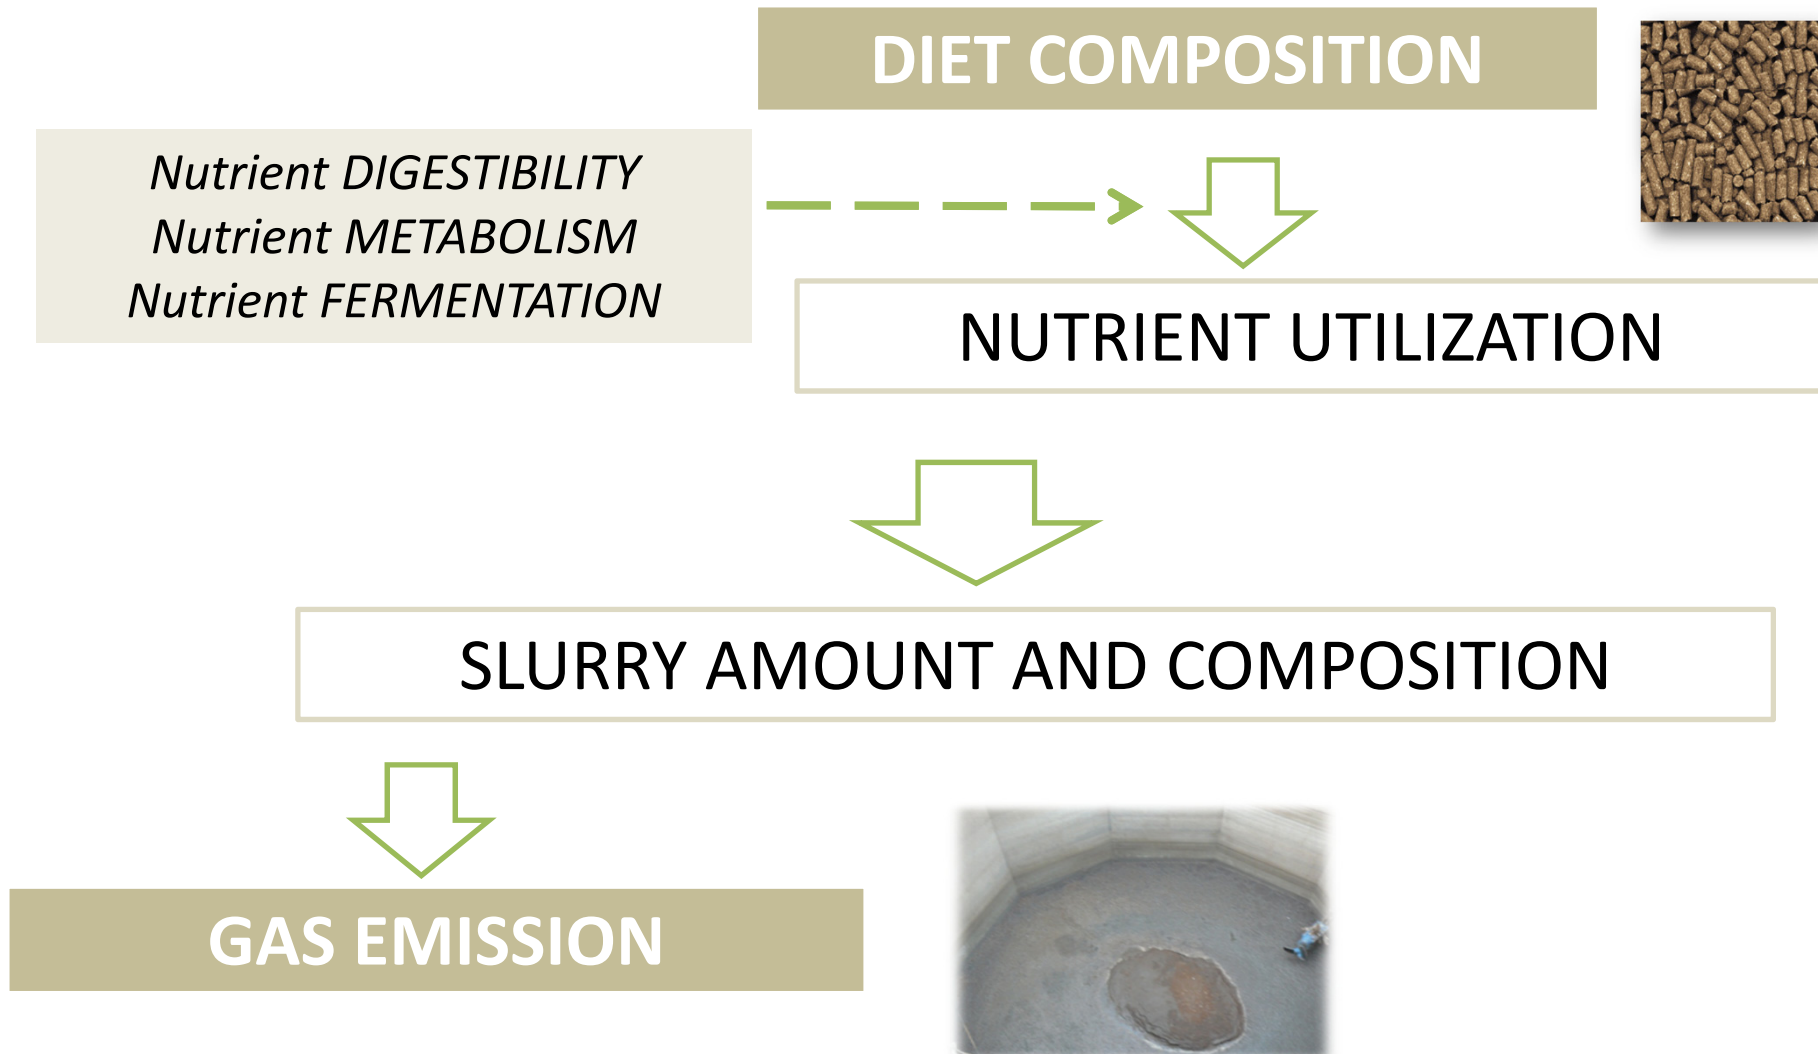 DIET COMPOSITION
Nutrient DIGESTIBILITY
Nutrient METABOLISM
Nutrient FERMENTATION
NUTRIENT UTILIZATION
SLURRY AMOUNT AND COMPOSITION
GAS EMISSION